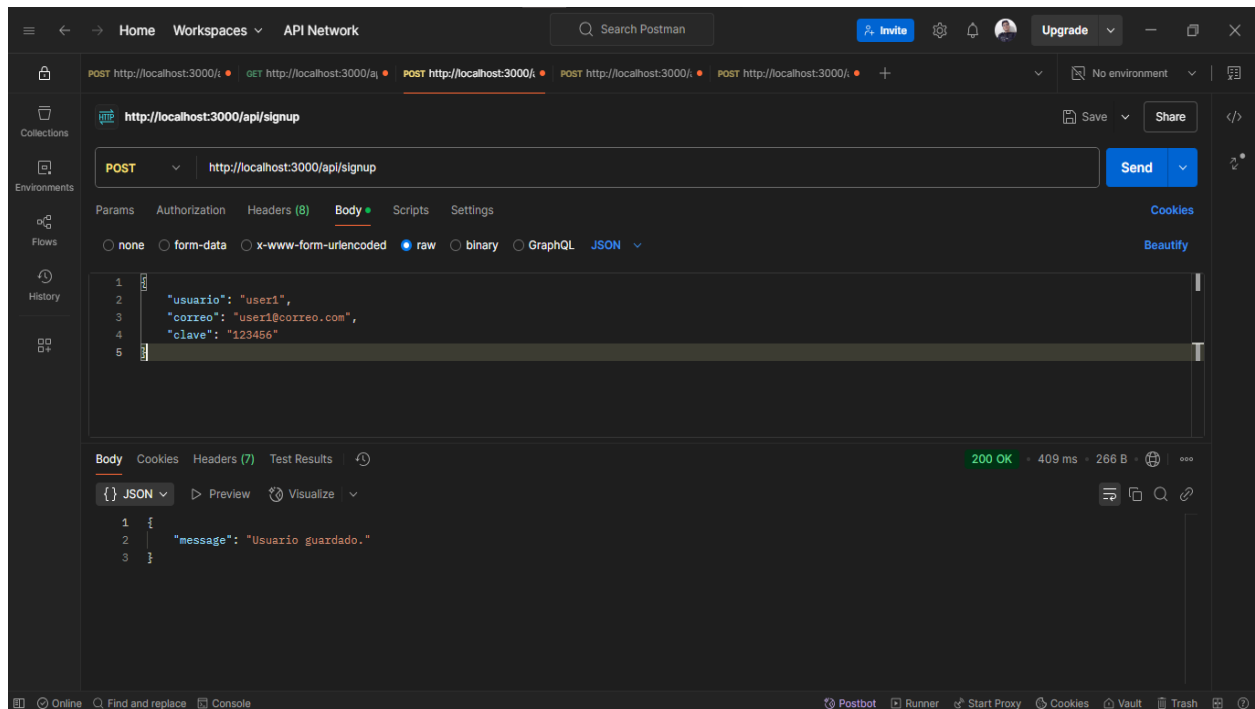 Home Workspaces API Network Search Postman Invite Upgrade
POST http://localhost:3000/a GET http://localhost:3000/a POST http://localhost:3000/a POST http://localhost:3000/a POST http://localhost:3000/a No environment
HTTP http://localhost:3000/api/signup Save Share
Collections
POST http://localhost:3000/api/signup Send
Environments
Params Authorization Headers (8) Body Scripts Settings Cookies
Flows
none form-data x-www-form-urlencoded raw binary GraphQL JSON Beautify
History
1 {
2 "usuario": "user1",
3 "correo": "user1@correo.com",
4 "clave": "123456"
5 }
Body Cookies Headers (7) Test Results 200 OK 409 ms 266 B
{} JSON Preview Visualize
1 {
2 "message": "Usuario guardado."
3 }
Online Find and replace Console Postbot Runner Start Proxy Cookies Vault Trash